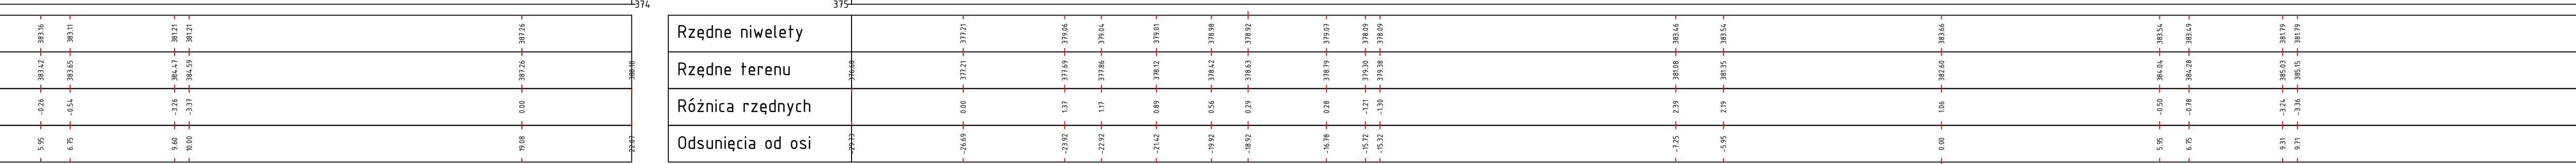 374
383.16 383.11 381.21 381.21 387.26
383.42 383.65 384.47 384.59 387.26 388.18
-0.26 -0.54 -3.26 -3.37 0.00
5.95 6.75 9.60 10.00 19.08 22.07
375
Rzędne niwelety 377.21 379.06 379.04 379.01 378.98 378.92 379.07 378.09 378.09 383.46 383.54 383.66 383.54 383.49 381.79 381.79
Rzędne terenu 376.68 377.21 377.69 377.86 378.12 378.42 378.63 378.79 379.30 379.38 381.08 381.35 382.60 384.04 384.28 385.03 385.15
Różnica rzędnych 0.00 1.37 1.17 0.89 0.56 0.29 0.28 -1.21 -1.30 2.39 2.19 1.06 -0.50 -0.78 -3.24 -3.36
Odsunięcia od osi -29.73 -26.69 -23.92 -22.92 -21.42 -19.92 -18.92 -16.78 -15.72 -15.32 -7.25 -5.95 0.00 5.95 6.75 9.31 9.71